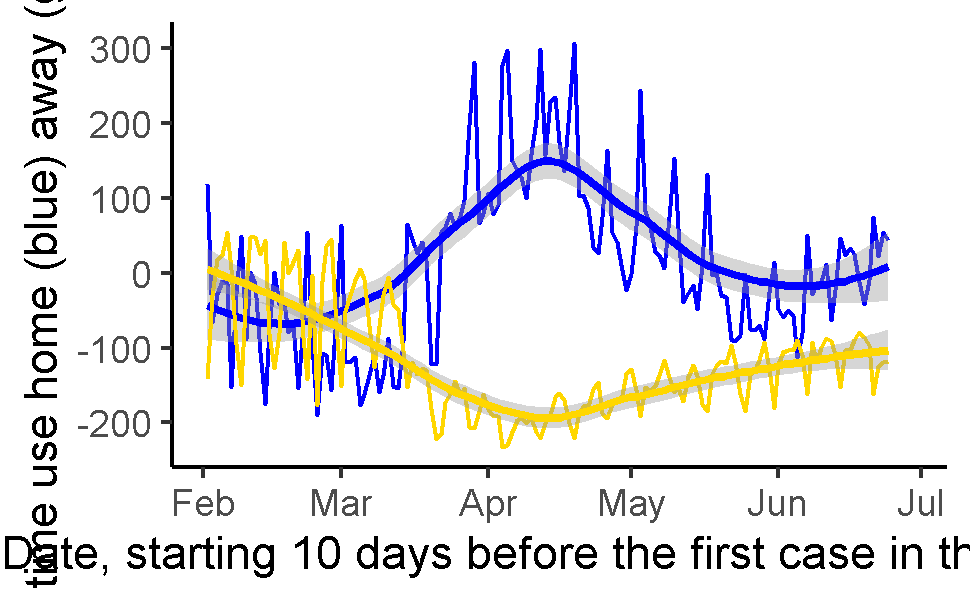 time use home (blue) away (
300
200
100
0
-100
-200
Feb Mar Apr May Jun Jul
Date, starting 10 days before the first case in th